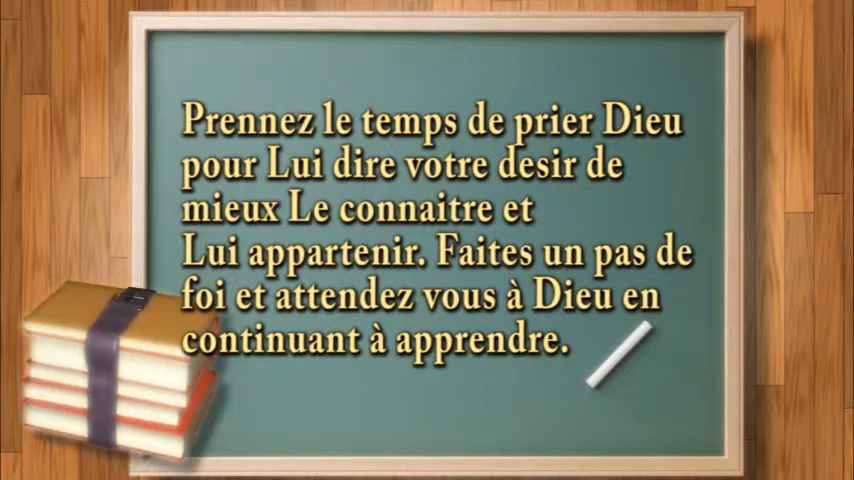 Prennez le temps de prier Dieu
pour Lui dire votre desir de
mieux Le connaitre et
Lui appartenir. Faites un pas de
foi et attendez vous à Dieu en
continuant à apprendre.